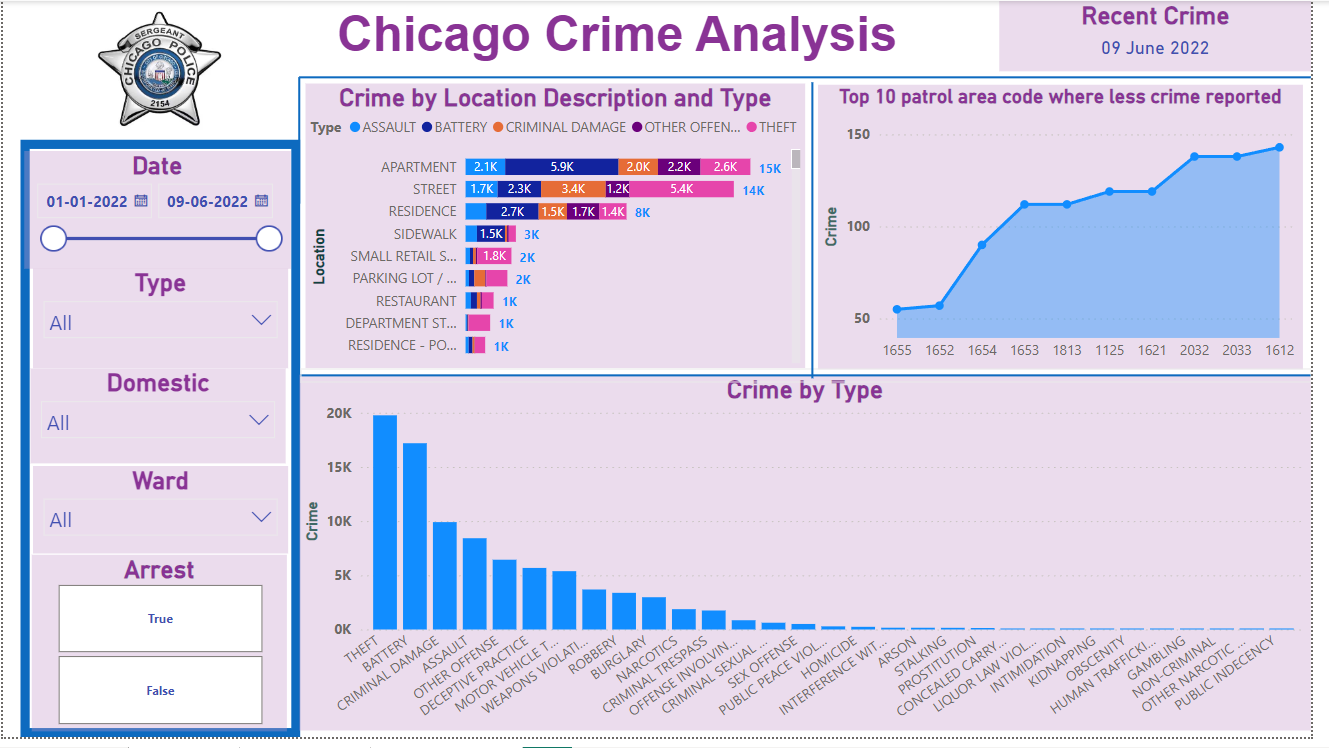 SERGEANT
CHICAGO POLICE
2154
Chicago Crime Analysis
Recent Crime
09 June 2022
Date
01-01-2022 09-06-2022
Type
All
Domestic
All
Ward
All
Arrest
True
False
Crime by Location Description and Type
Type ASSAULT BATTERY CRIMINAL DAMAGE OTHER OFFEN... THEFT
Location
APARTMENT 2.1K 5.9K 2.0K 2.2K 2.6K 15K
STREET 1.7K 2.3K 3.4K 1.2K 5.4K 14K
RESIDENCE 2.7K 1.5K 1.7K 1.4K 8K
SIDEWALK 1.5K 3K
SMALL RETAIL S... 1.8K 2K
PARKING LOT / ... 2K
RESTAURANT 1K
DEPARTMENT ST... 1K
RESIDENCE - PO... 1K
Top 10 patrol area code where less crime reported
Crime
150
100
50
1655 1652 1654 1653 1813 1125 1621 2032 2033 1612
Crime by Type
Crime
20K
15K
10K
5K
0K
THEFT
BATTERY
CRIMINAL DAMAGE
ASSAULT
OTHER OFFENSE
DECEPTIVE PRACTICE
MOTOR VEHICLE T...
WEAPONS VIOLATI...
ROBBERY
BURGLARY
NARCOTICS
CRIMINAL TRESPASS
OFFENSE INVOLVIN...
CRIMINAL SEXUAL ...
SEX OFFENSE
PUBLIC PEACE VIOL...
HOMICIDE
INTERFERENCE WIT...
ARSON
STALKING
PROSTITUTION
CONCEALED CARRY...
LIQUOR LAW VIOL...
INTIMIDATION
KIDNAPPING
OBSCENITY
HUMAN TRAFFICKI...
GAMBLING
NON-CRIMINAL
OTHER NARCOTIC ...
PUBLIC INDECENCY